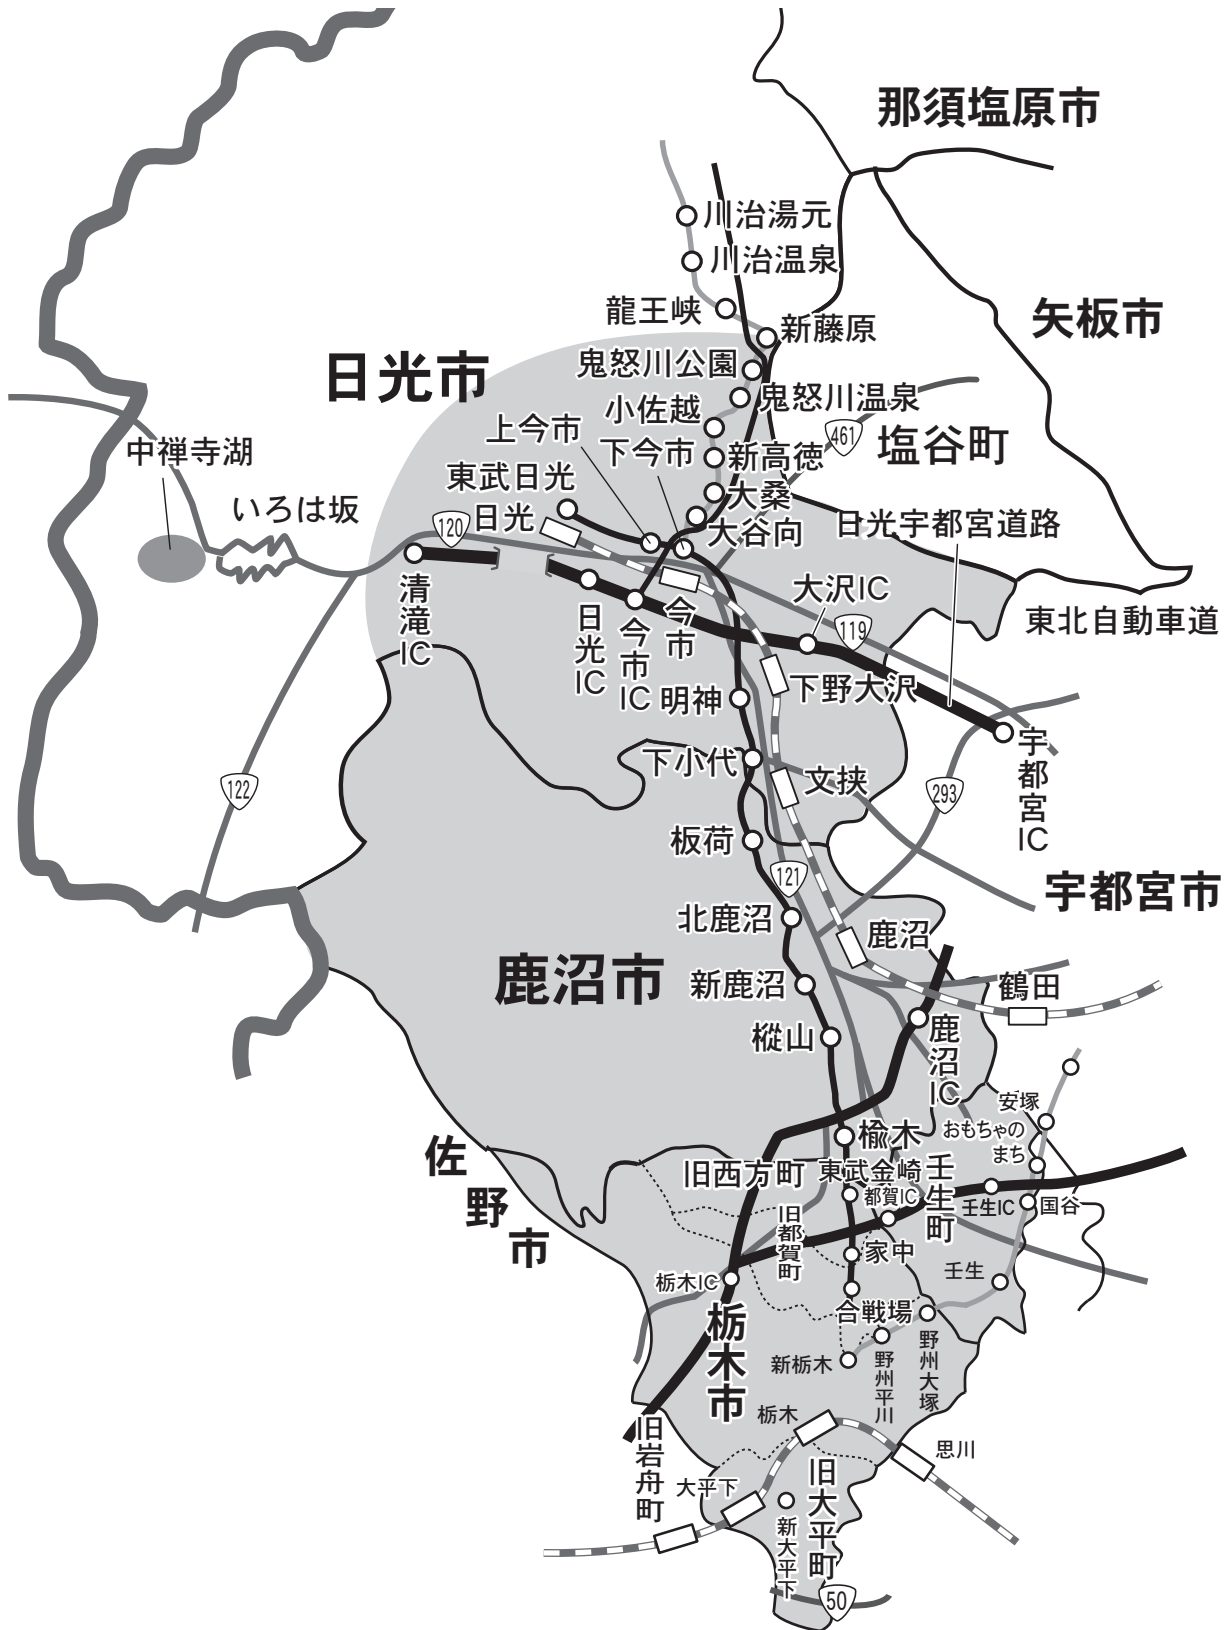 那須塩原市
川治湯元
川治温泉
龍王峡
新藤原
矢板市
日光市
鬼怒川公園
鬼怒川温泉
小佐越
上今市
下今市
461
塩谷町
中禅寺湖
新高徳
東武日光
大桑
いろは坂
120
日光
大谷向
日光宇都宮道路
清滝IC
日光IC
今市IC
今市
大沢IC
119
東北自動車道
下野大沢
明神
宇都宮IC
下小代
文挟
122
293
板荷
121
宇都宮市
北鹿沼
鹿沼
鹿沼市
新鹿沼
鶴田
樅山
鹿沼IC
安塚
おもちゃの
まち
楡木
佐野市
旧西方町
東武金崎
壬生町
都賀IC
壬生IC
国谷
旧都賀町
家中
壬生
栃木IC
合戦場
栃木市
新栃木
野州平川
野州大塚
栃木
旧岩舟町
思川
大平下
旧大平町
新大平下
50